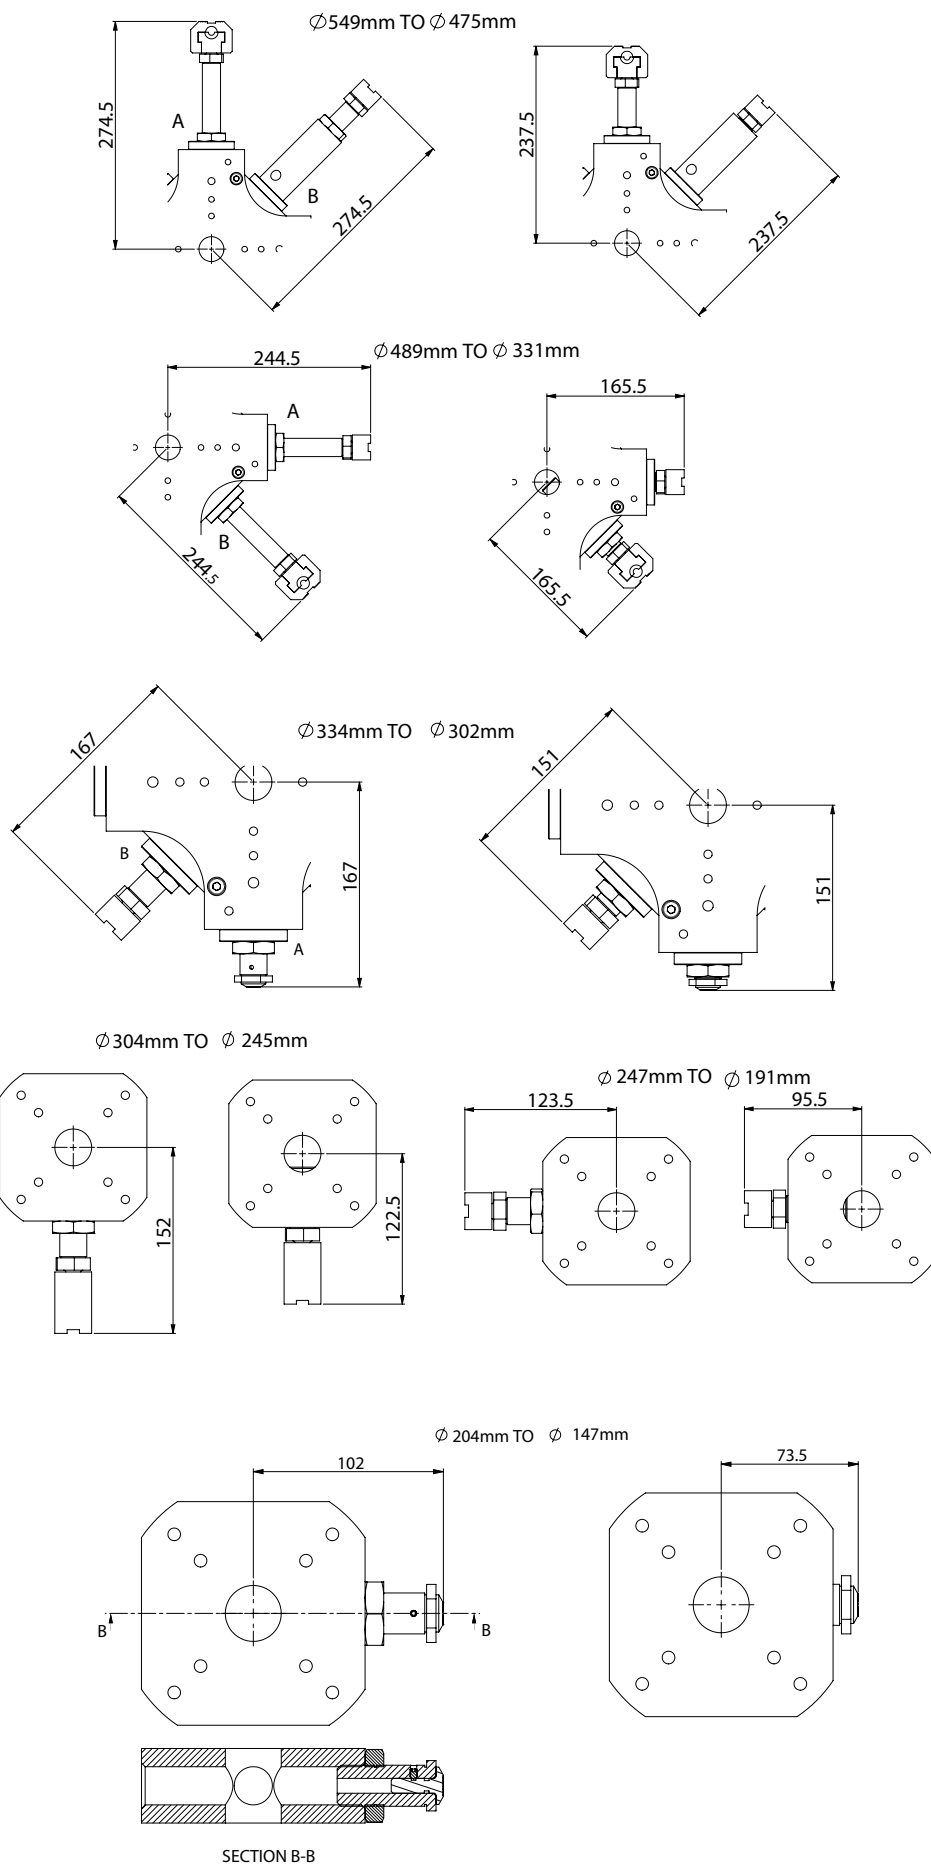 ∅549mm TO ∅475mm
274.5
A
B
274.5
237.5
237.5
∅489mm TO ∅ 331mm
244.5
A
B
244.5
165.5
165.5
∅334mm TO ∅302mm
167
B
167
A
151
151
∅304mm TO ∅ 245mm
152
122.5
∅ 247mm TO ∅ 191mm
123.5
95.5
∅ 204mm TO ∅ 147mm
102
73.5
B B
SECTION B-B